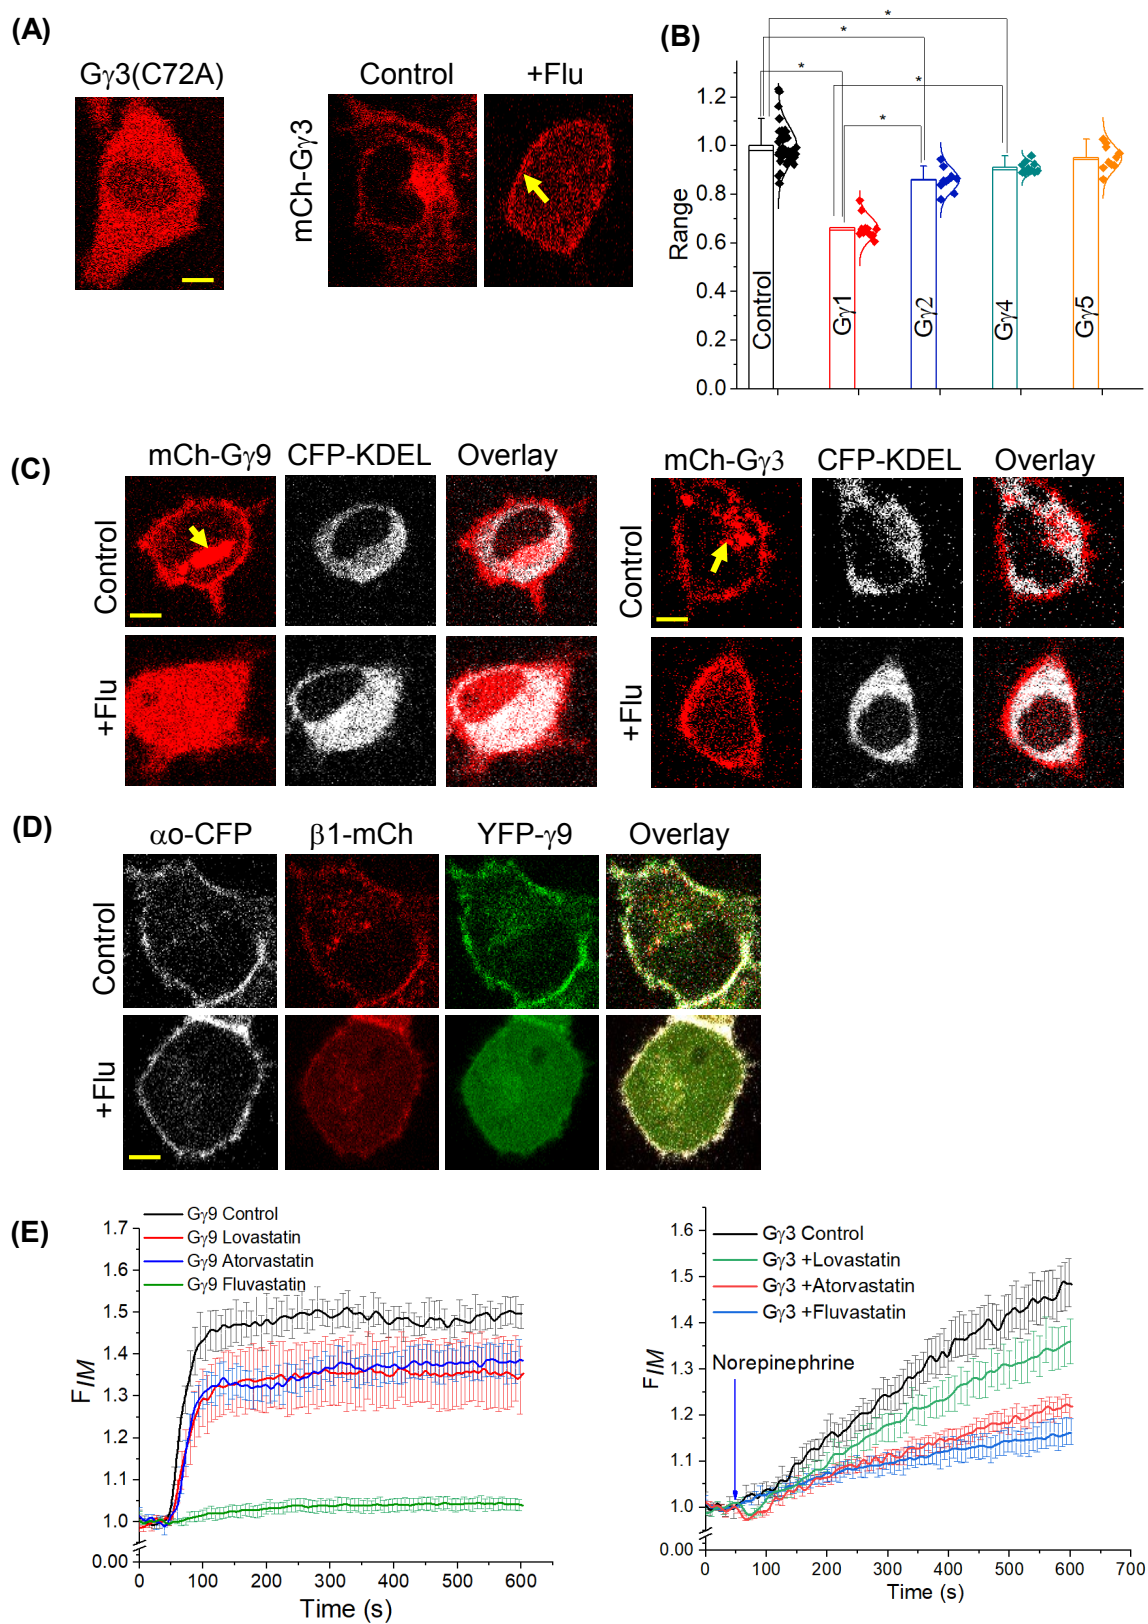 (A)
Gγ3(C72A)
Control
+Flu
mCh-Gγ3
(B)
*
*
*
*
*
Range
1.2
1.0
0.8
0.6
0.4
0.2
0.0
Control
Gγ1
Gγ2
Gγ4
Gγ5
(C)
mCh-Gγ9
CFP-KDEL
Overlay
Control
+Flu
mCh-Gγ3
CFP-KDEL
Overlay
Control
+Flu
(D)
αo-CFP
β1-mCh
YFP-γ9
Overlay
Control
+Flu
(E)
Gγ9 Control
Gγ9 Lovastatin
Gγ9 Atorvastatin
Gγ9 Fluvastatin
FIM
1.7
1.6
1.5
1.4
1.3
1.2
1.1
1.0
0.00
0 100 200 300 400 500 600
Time (s)
Gγ3 Control
Gγ3 +Lovastatin
Gγ3 +Atorvastatin
Gγ3 +Fluvastatin
Norepinephrine
FIM
1.6
1.5
1.4
1.3
1.2
1.1
1.0
0.00
0 100 200 300 400 500 600 700
Time (s)